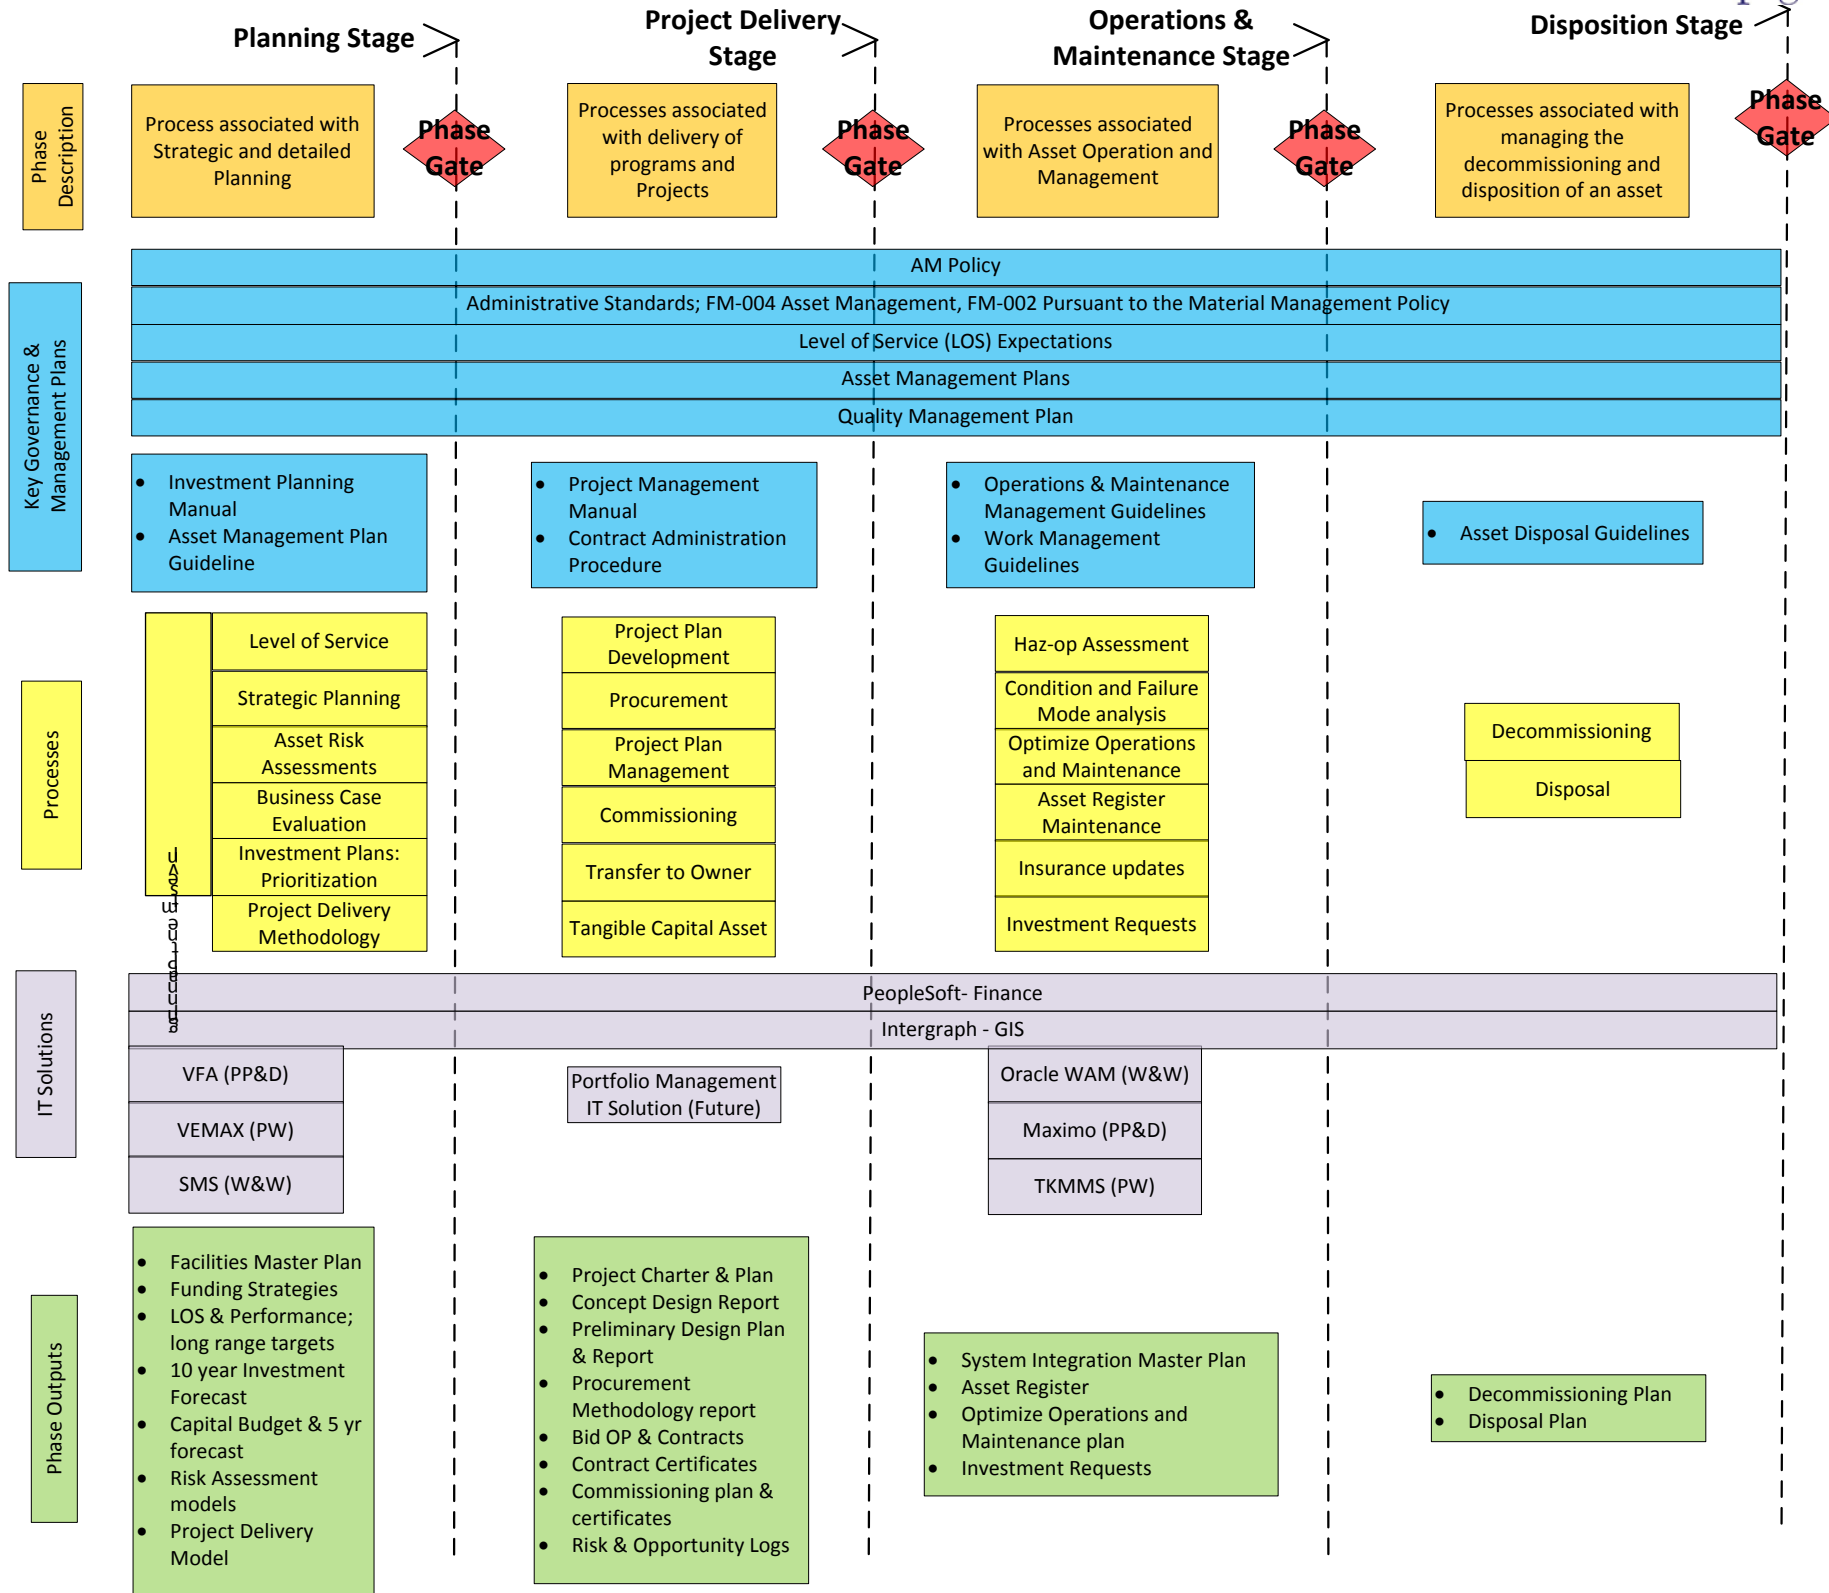 Planning Stage
Project Delivery
Stage
Operations &
Maintenance Stage
Disposition Stage
Phase
Description
Process associated with
Strategic and detailed
Planning
Phase
Gate
Processes associated
with delivery of
programs and
Projects
Phase
Gate
Processes associated
with Asset Operation and
Management
Phase
Gate
Processes associated with
managing the
decommissioning and
disposition of an asset
Phase
Gate
Key Governance &
Management Plans
AM Policy
Administrative Standards; FM-004 Asset Management, FM-002 Pursuant to the Material Management Policy
Level of Service (LOS) Expectations
Asset Management Plans
Quality Management Plan
• Investment Planning
Manual
• Asset Management Plan
Guideline
• Project Management
Manual
• Contract Administration
Procedure
• Operations & Maintenance
Management Guidelines
• Work Management
Guidelines
• Asset Disposal Guidelines
Processes
Level of Service
Strategic Planning
Asset Risk
Assessments
Business Case
Evaluation
Investment Plans:
Prioritization
Project Delivery
Methodology
Project Plan
Development
Procurement
Project Plan
Management
Commissioning
Transfer to Owner
Tangible Capital Asset
Haz-op Assessment
Condition and Failure
Mode analysis
Optimize Operations
and Maintenance
Asset Register
Maintenance
Insurance updates
Investment Requests
Decommissioning
Disposal
IT Solutions
PeopleSoft- Finance
Intergraph - GIS
VFA (PP&D)
VEMAX (PW)
SMS (W&W)
Portfolio Management
IT Solution (Future)
Oracle WAM (W&W)
Maximo (PP&D)
TKMMS (PW)
Phase Outputs
• Facilities Master Plan
• Funding Strategies
• LOS & Performance;
long range targets
• 10 year Investment
Forecast
• Capital Budget & 5 yr
forecast
• Risk Assessment
models
• Project Delivery
Model
• Project Charter & Plan
• Concept Design Report
• Preliminary Design Plan
& Report
• Procurement
Methodology report
• Bid OP & Contracts
• Contract Certificates
• Commissioning plan &
certificates
• Risk & Opportunity Logs
• System Integration Master Plan
• Asset Register
• Optimize Operations and
Maintenance plan
• Investment Requests
• Decommissioning Plan
• Disposal Plan